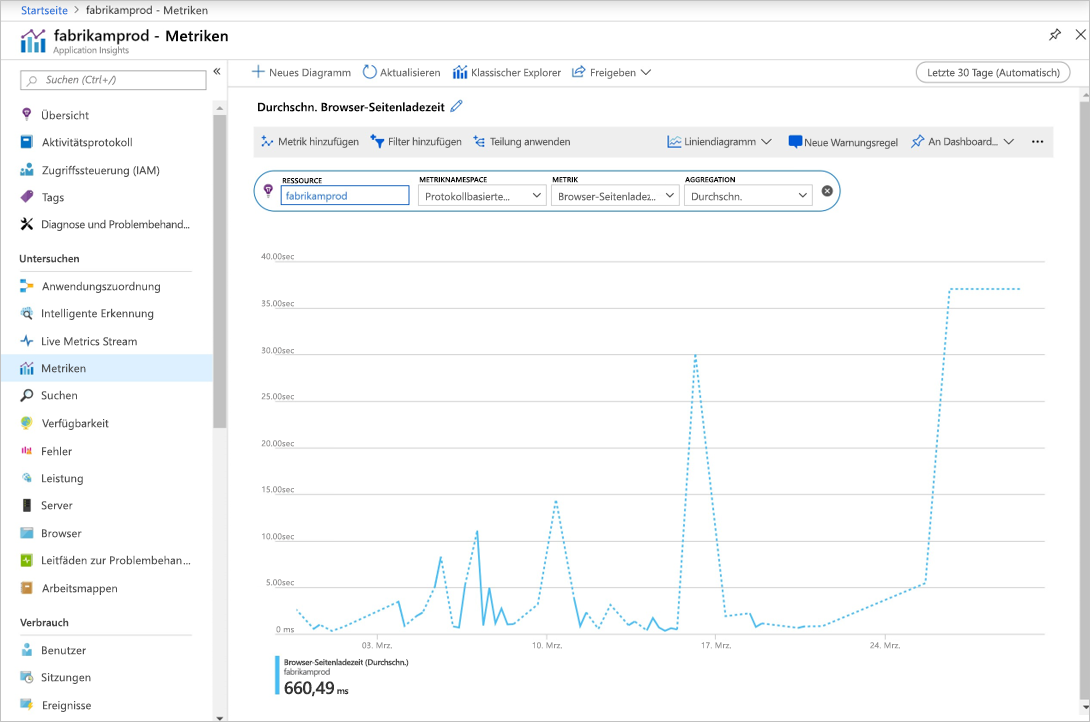 Startseite > fabrikamprod - Metriken
fabrikamprod - Metriken
Application Insights
Suchen (Ctrl+/)
«
Übersicht
Aktivitätsprotokoll
Zugriffssteuerung (IAM)
Tags
Diagnose und Problembehand...
Untersuchen
Anwendungszuordnung
Intelligente Erkennung
Live Metrics Stream
Metriken
Suchen
Verfügbarkeit
Fehler
Leistung
Server
Browser
Leitfäden zur Problembehan...
Arbeitsmappen
Verbrauch
Benutzer
Sitzungen
Ereignisse
Neues Diagramm Aktualisieren Klassischer Explorer Freigeben
Letzte 30 Tage (Automatisch)
Durchschn. Browser-Seitenladezeit
Metrik hinzufügen Filter hinzufügen Teilung anwenden Liniendiagramm Neue Warnungsregel An Dashboard... ...
RESSOURCE METRIKNAMESPACE METRIK AGGREGATION
fabrikamprod Protokollbasierte... Browser-Seitenladez... Durchschn.
40.00sec
35.00sec
30.00sec
25.00sec
20.00sec
15.00sec
10.00sec
5.00sec
0 ms
03. Mrz. 10. Mrz. 17. Mrz. 24. Mrz.
Browser-Seitenladezeit (Durchschn.)
fabrikamprod
660,49 ms